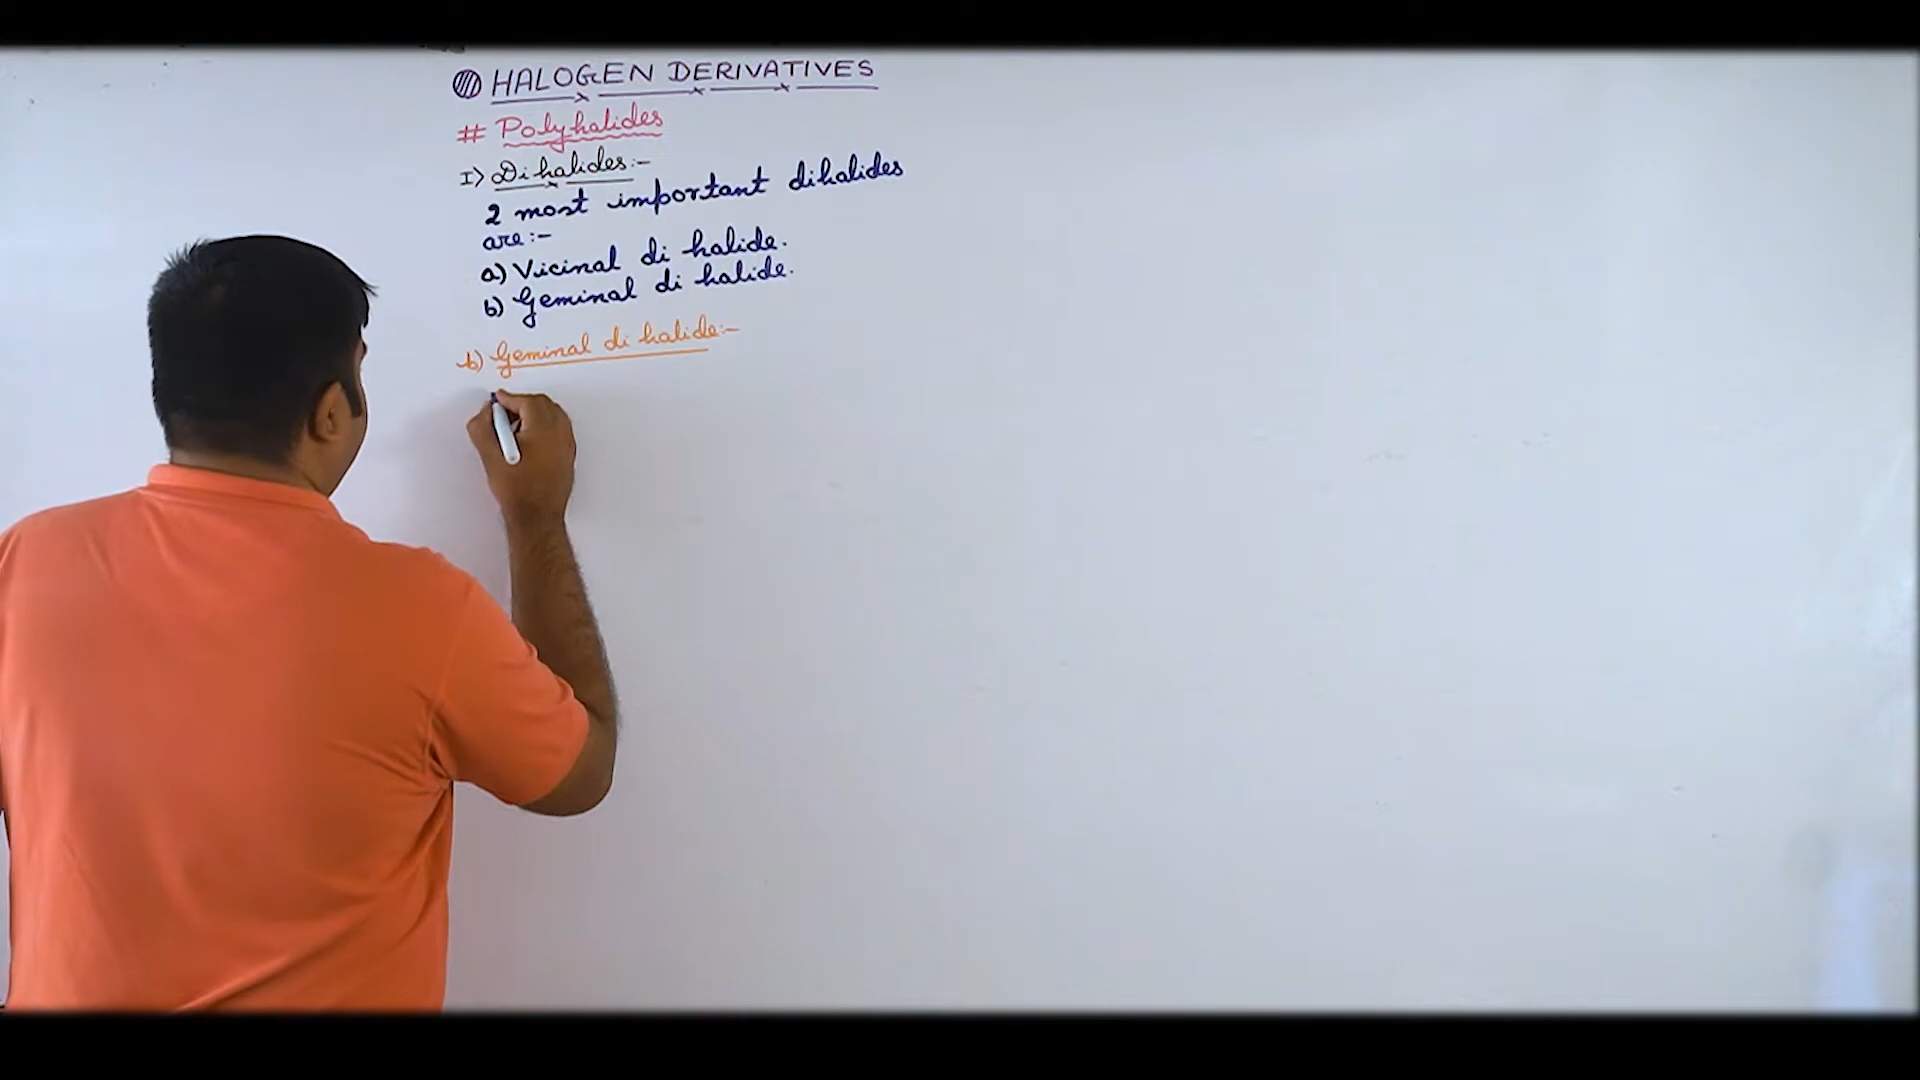 HALOGEN DERIVATIVES
# Polyhalides
I> Di halides:-
2 most important dihalides
are:-
a) Vicinal di halide.
b) Geminal di halide.
b) Geminal di halide:-